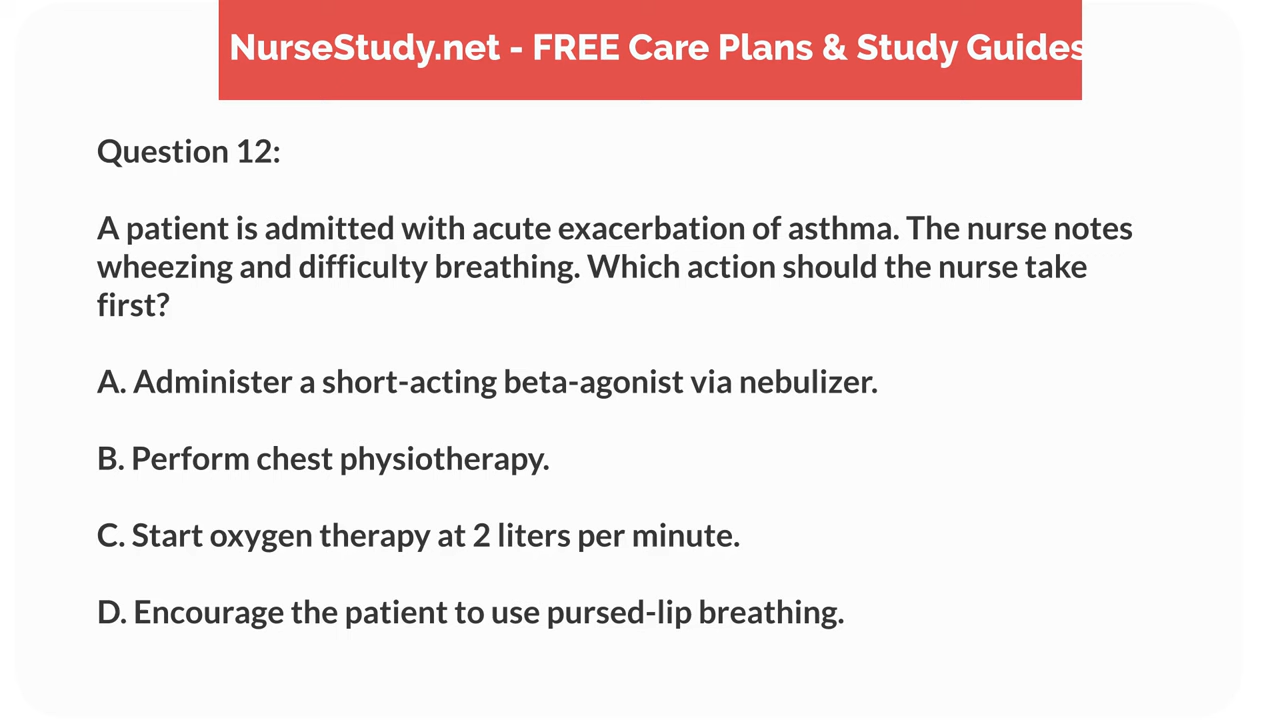 NurseStudy.net - FREE Care Plans & Study Guides
Question 12:
A patient is admitted with acute exacerbation of asthma. The nurse notes
wheezing and difficulty breathing. Which action should the nurse take
first?
A. Administer a short-acting beta-agonist via nebulizer.
B. Perform chest physiotherapy.
C. Start oxygen therapy at 2 liters per minute.
D. Encourage the patient to use pursed-lip breathing.